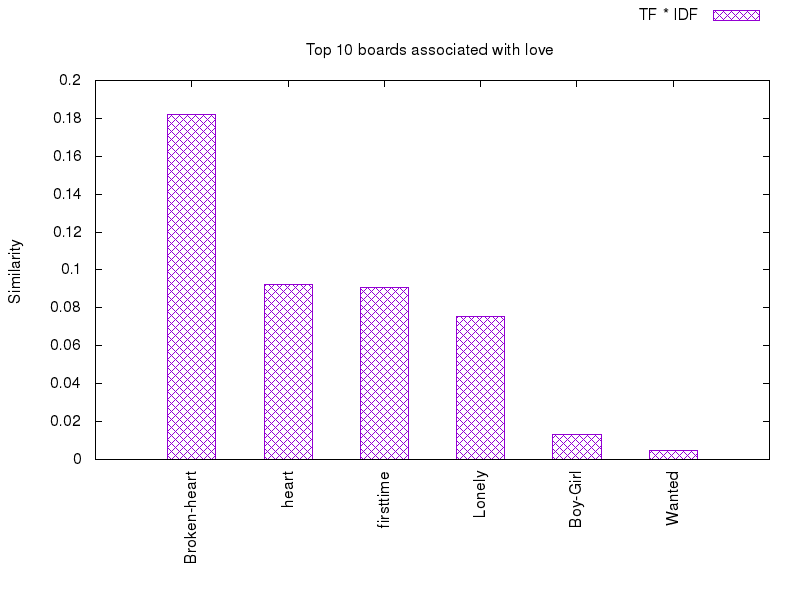 TF * IDF
Top 10 boards associated with love
Similarity
0.2
0.18
0.16
0.14
0.12
0.1
0.08
0.06
0.04
0.02
0
Broken-heart
heart
firsttime
Lonely
Boy-Girl
Wanted